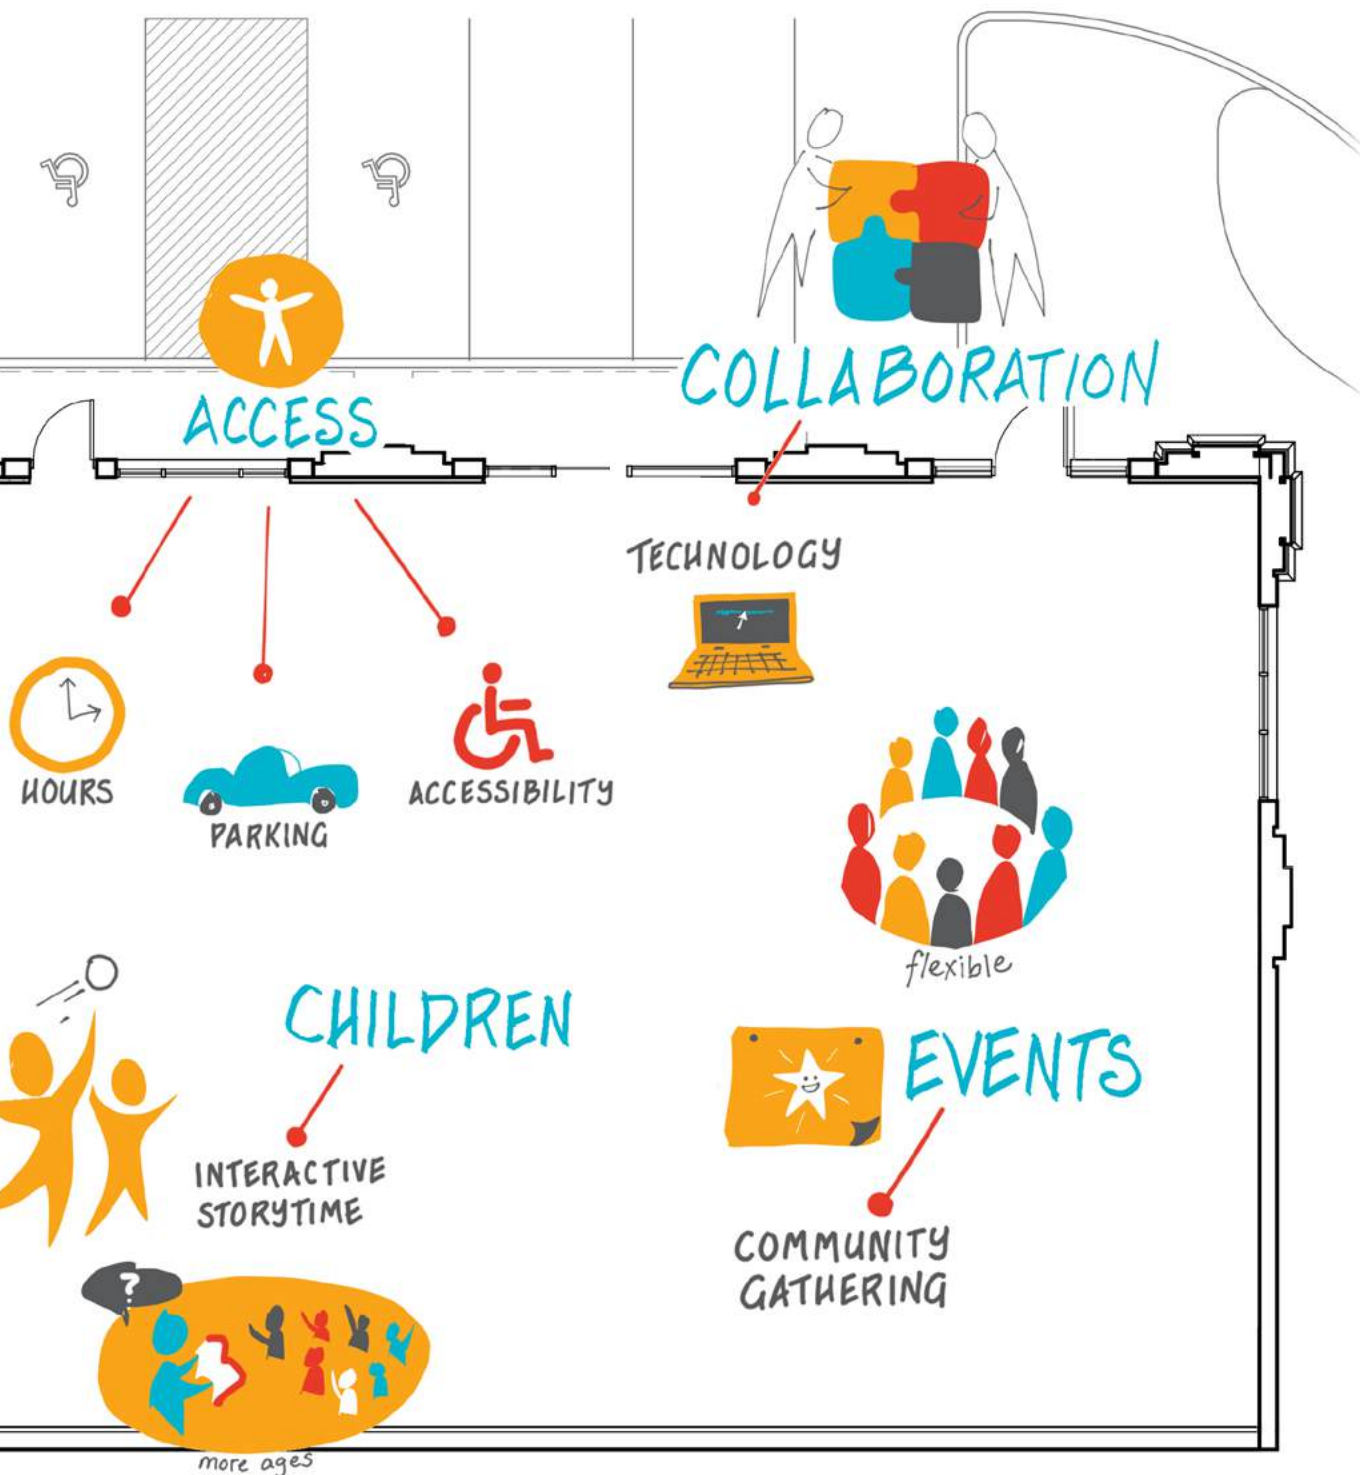 COLLABORATION
ACCESS
TECHNOLOGY
HOURS
PARKING
ACCESSIBILITY
flexible
CHILDREN
EVENTS
INTERACTIVE
STORYTIME
COMMUNITY
GATHERING
?
more ages